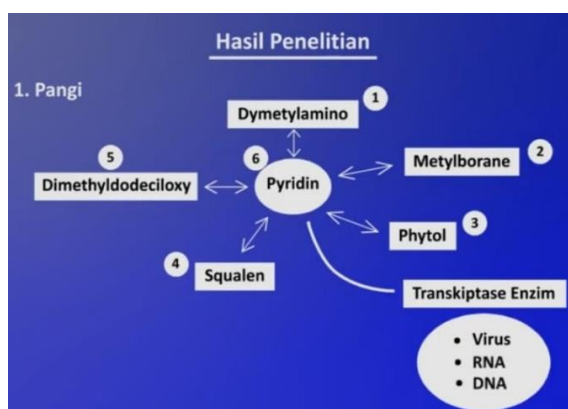 Hasil Penelitian
1. Pangi
1
Dymetylamino
2
Metylborane
5
6
Dimethyldodeciloxy
Pyridin
3
Phytol
4
Squalen
Transkiptase Enzim
• Virus
• RNA
• DNA